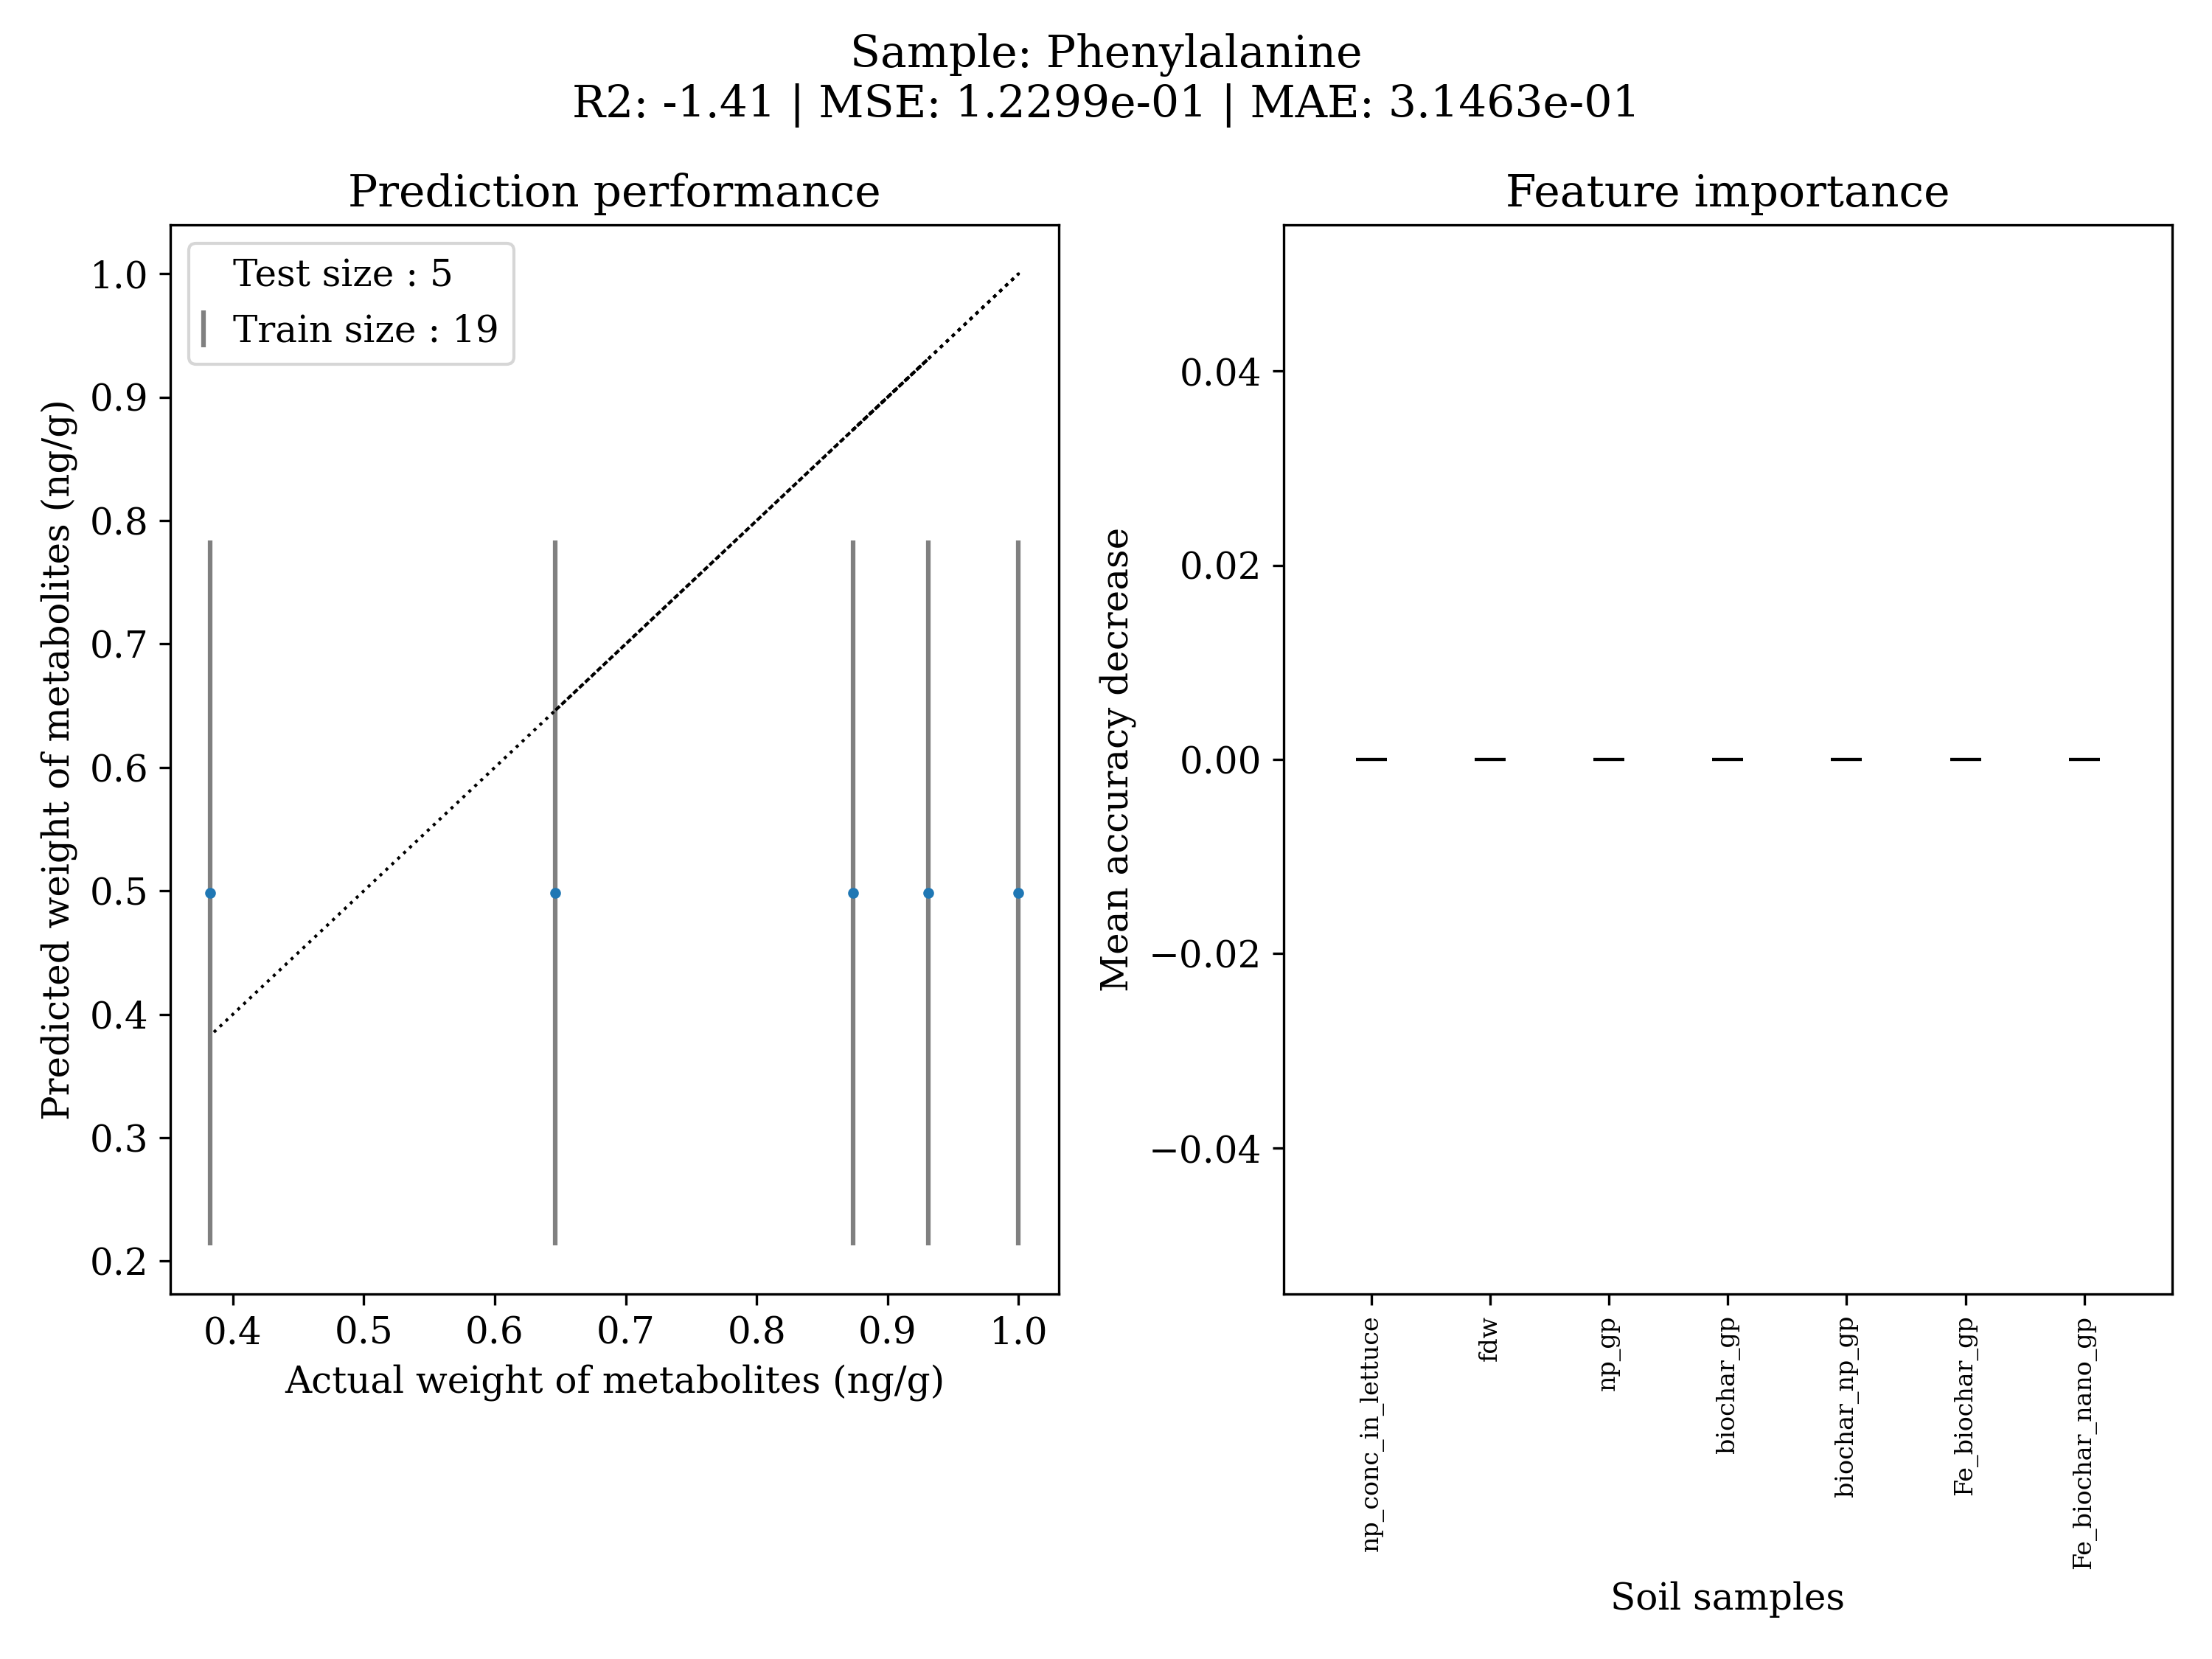 Sample: Phenylalanine
R2: -1.41 | MSE: 1.2299e-01 | MAE: 3.1463e-01
Prediction performance
Test size : 5
Train size : 19
1.0
0.9
0.8
0.7
0.6
0.5
0.4
0.3
0.2
Predicted weight of metabolites (ng/g)
0.4 0.5 0.6 0.7 0.8 0.9 1.0
Actual weight of metabolites (ng/g)
Feature importance
0.04
0.02
0.00
−0.02
−0.04
Mean accuracy decrease
np_conc_in_lettuce
fdw
np_gp
biochar_gp
biochar_np_gp
Fe_biochar_gp
Fe_biochar_nano_gp
Soil samples